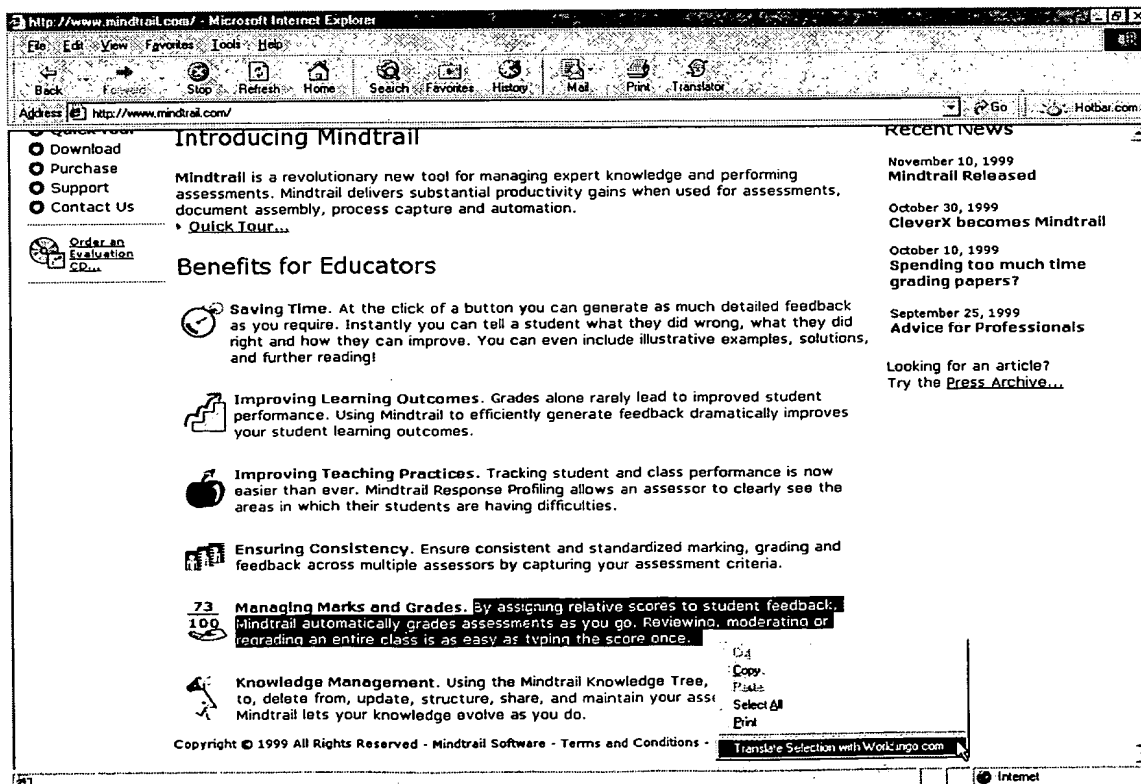 http://www.mindtrail.com/ - Microsoft Internet Explorer
File Edit View Favorites Tools Help
Back Forward Stop Refresh Home Search Favorites History Mail Print Translator
Address http://www.mindtrail.com/ Go Hotbar.com
Quick Tour
Download
Purchase
Support
Contact Us
Order an
Evaluation
CD...
Introducing Mindtrail
Mindtrail is a revolutionary new tool for managing expert knowledge and performing
assessments. Mindtrail delivers substantial productivity gains when used for assessments,
document assembly, process capture and automation.
Quick Tour...
Benefits for Educators
Saving Time. At the click of a button you can generate as much detailed feedback
as you require. Instantly you can tell a student what they did wrong, what they did
right and how they can improve. You can even include illustrative examples, solutions,
and further reading!
Improving Learning Outcomes. Grades alone rarely lead to improved student
performance. Using Mindtrail to efficiently generate feedback dramatically improves
your student learning outcomes.
Improving Teaching Practices. Tracking student and class performance is now
easier than ever. Mindtrail Response Profiling allows an assessor to clearly see the
areas in which their students are having difficulties.
Ensuring Consistency. Ensure consistent and standardized marking, grading and
feedback across multiple assessors by capturing your assessment criteria.
73
100
Managing Marks and Grades. By assigning relative scores to student feedback,
Mindtrail automatically grades assessments as you go. Reviewing, moderating or
regrading an entire class is as easy as typing the score once.
Knowledge Management. Using the Mindtrail Knowledge Tree,
to, delete from, update, structure, share, and maintain your asse
Mindtrail lets your knowledge evolve as you do.
Copyright © 1999 All Rights Reserved - Mindtrail Software - Terms and Conditions -
Recent News
November 10, 1999
Mindtrail Released
October 30, 1999
CleverX becomes Mindtrail
October 10, 1999
Spending too much time
grading papers?
September 25, 1999
Advice for Professionals
Looking for an article?
Try the Press Archive...
Cut
Copy
Paste
Select All
Print
Translate Selection with Worldlingo.com
Internet